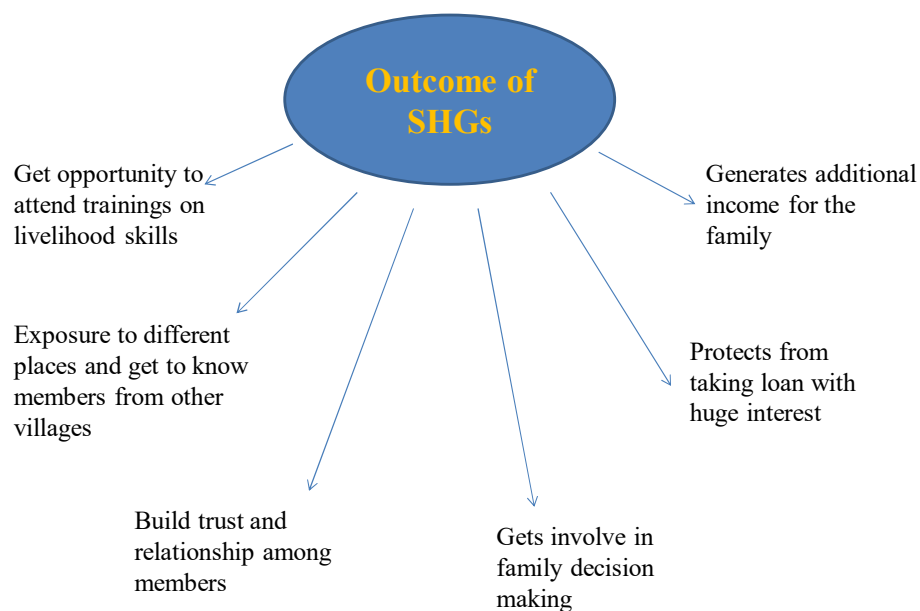 Outcome of
SHGs
Get opportunity to
attend trainings on
livelihood skills
Generates additional
income for the
family
Exposure to different
places and get to know
members from other
villages
Protects from
taking loan with
huge interest
Build trust and
relationship among
members
Gets involve in
family decision
making